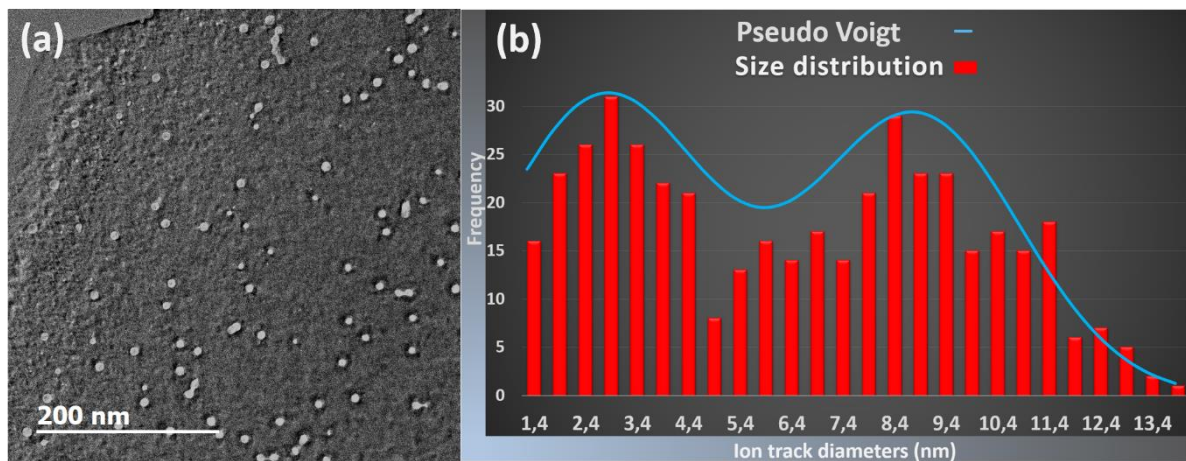 (a)
200 nm
(b)
Pseudo Voigt
Size distribution
Frequency
30
25
20
15
10
5
0
1,4 2,4 3,4 4,4 5,4 6,4 7,4 8,4 9,4 10,4 11,4 12,4 13,4
Ion track diameters (nm)